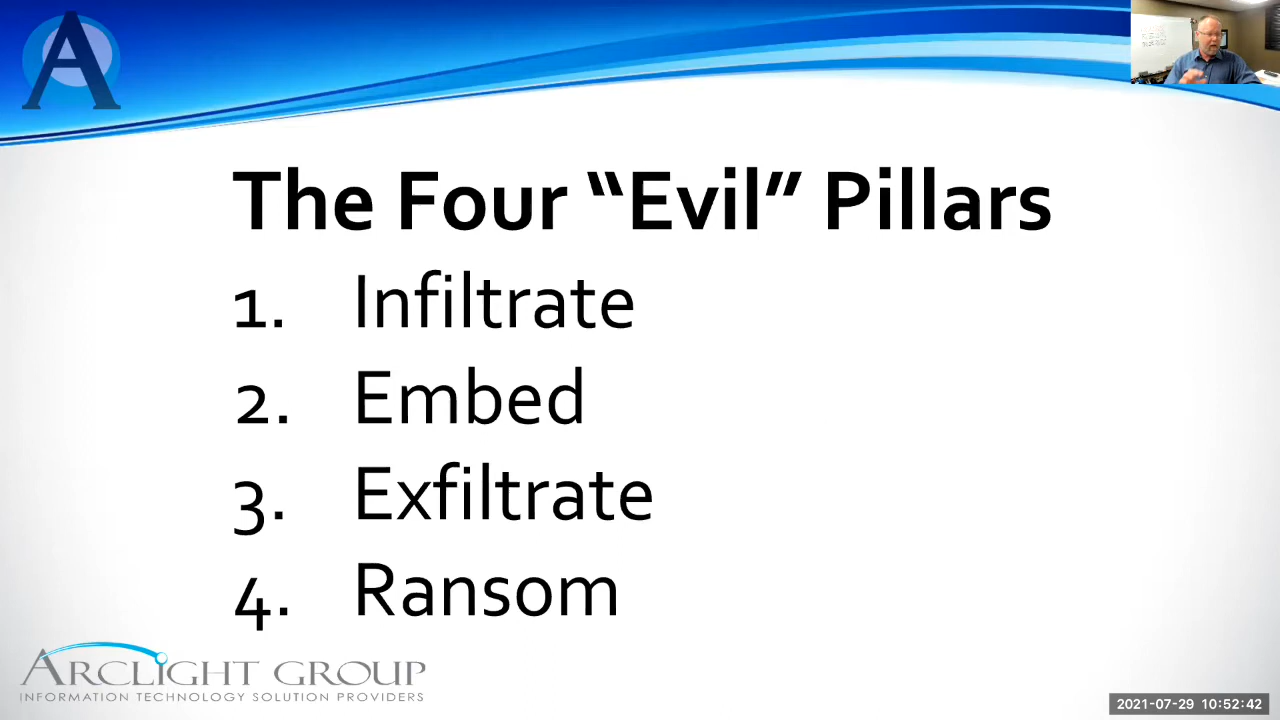 A
The Four “Evil” Pillars
1. Infiltrate
2. Embed
3. Exfiltrate
4. Ransom
ARCLIGHT GROUP
INFORMATION TECHNOLOGY SOLUTION PROVIDERS
2021-07-29 10:52:42